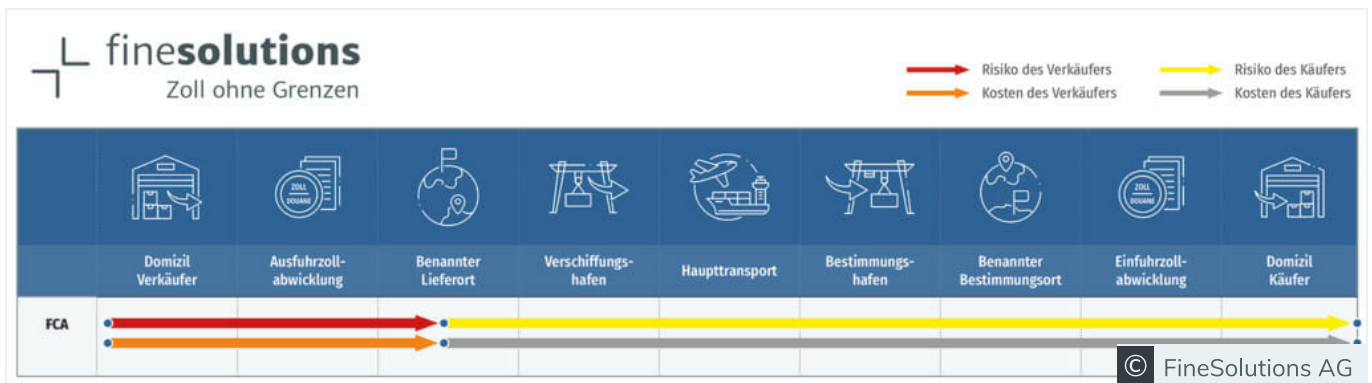 finesolutions
Zoll ohne Grenzen
Risiko des Verkäufers
Risiko des Käufers
Kosten des Verkäufers
Kosten des Käufers
ZOLL
DOUANE
ZOLL
DOUANE
Domizil
Verkäufer
Ausfuhrzoll-
abwicklung
Benannter
Lieferort
Verschiffungs-
hafen
Haupttransport
Bestimmungs-
hafen
Benannter
Bestimmungsort
Einfuhrzoll-
abwicklung
Domizil
Käufer
FCA
© FineSolutions AG